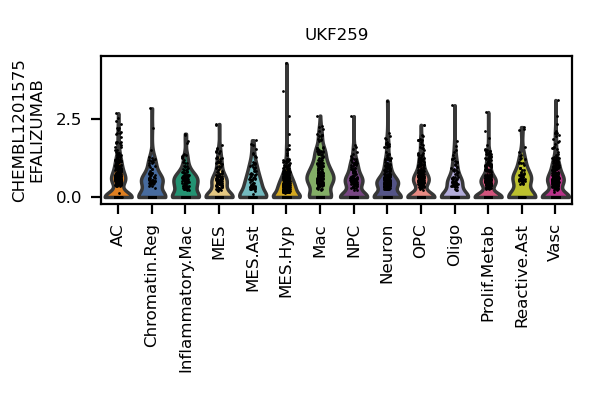 UKF259
CHEMBL1201575
EFALIZUMAB
2.5
0.0
AC
Chromatin.Reg
Inflammatory.Mac
MES
MES.Ast
MES.Hyp
Mac
NPC
Neuron
OPC
Oligo
Prolif.Metab
Reactive.Ast
Vasc